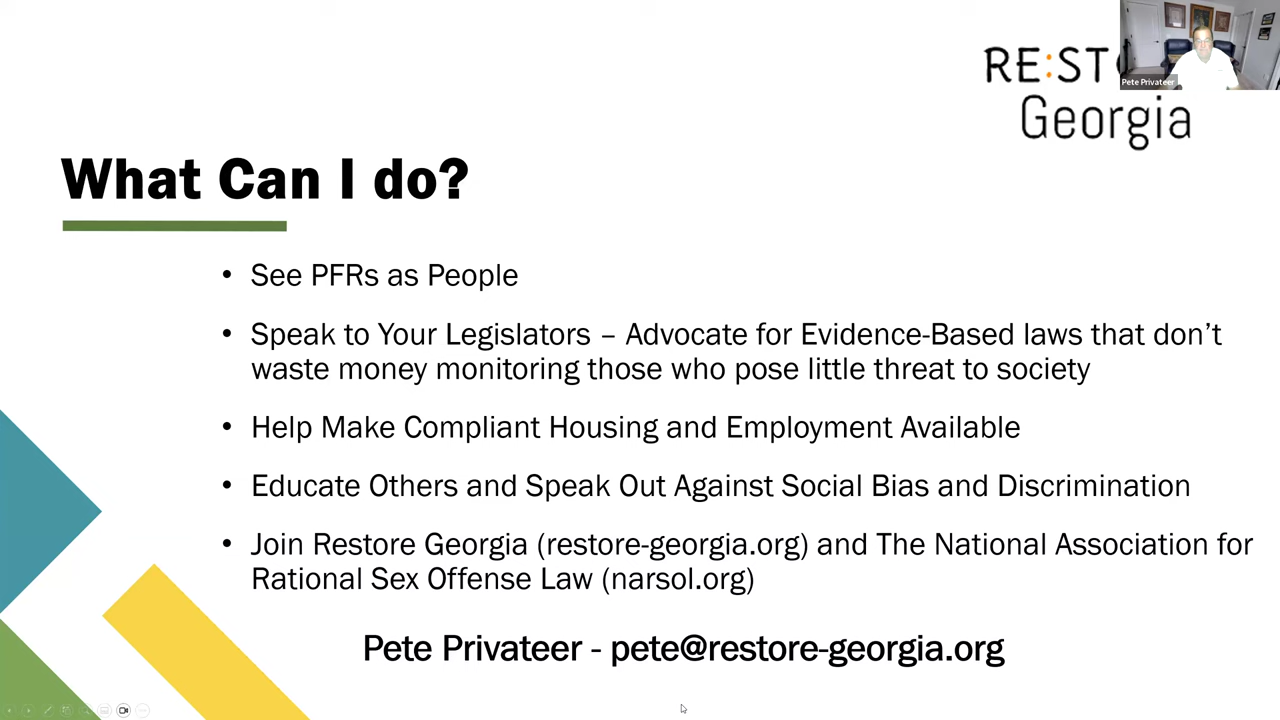 RE:ST
Pete Privateer
Georgia
What Can I do?
• See PFRs as People
• Speak to Your Legislators – Advocate for Evidence-Based laws that don't
waste money monitoring those who pose little threat to society
• Help Make Compliant Housing and Employment Available
• Educate Others and Speak Out Against Social Bias and Discrimination
• Join Restore Georgia (restore-georgia.org) and The National Association for
Rational Sex Offense Law (narsol.org)
Pete Privateer - pete@restore-georgia.org